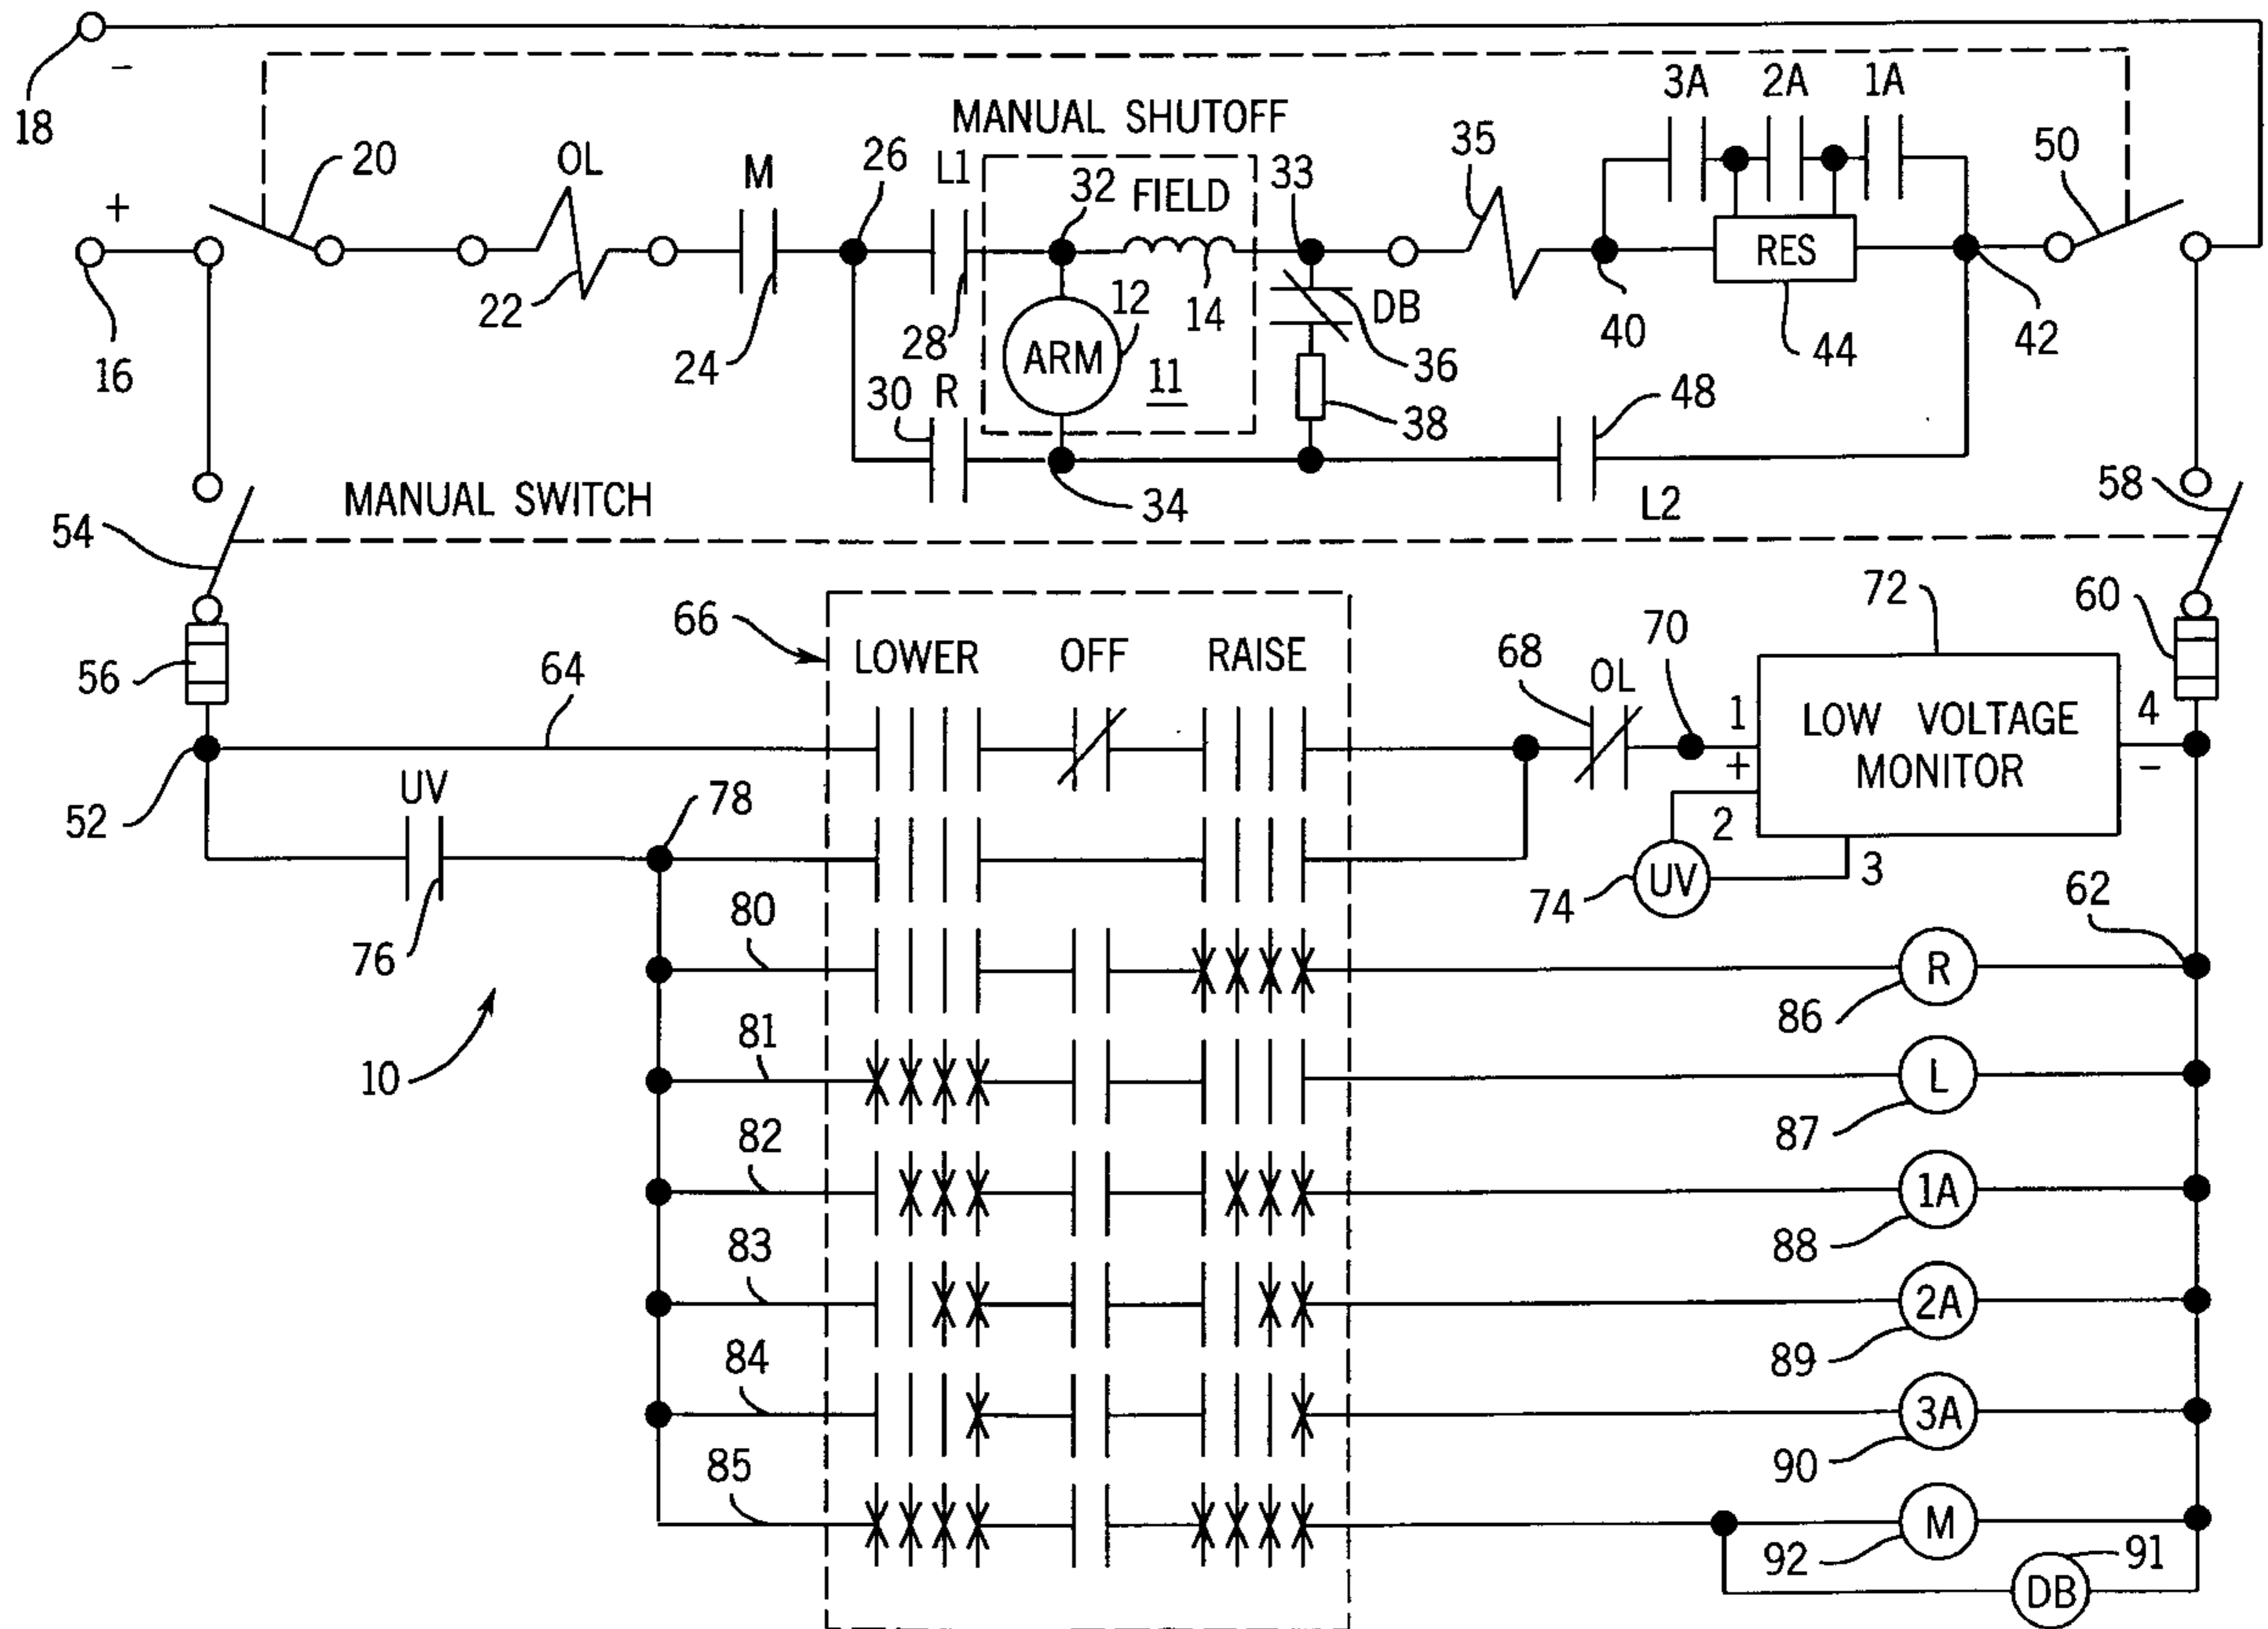 18
−
3A 2A 1A
MANUAL SHUTOFF
20
OL
M
26
L1
32
FIELD
33
35
50
+
16
22
24
28
12
14
DB
36
RES
40
44
42
ARM
11
30 R
38
48
34
L2
MANUAL SWITCH
54
58
66
LOWER OFF RAISE
72
60
56
64
68
OL
70
1
+
LOW VOLTAGE
MONITOR
4
−
52
UV
76
78
2
UV
3
74
62
80
R
86
10
81
L
87
82
1A
88
83
2A
89
84
3A
90
85
M
92
91
DB